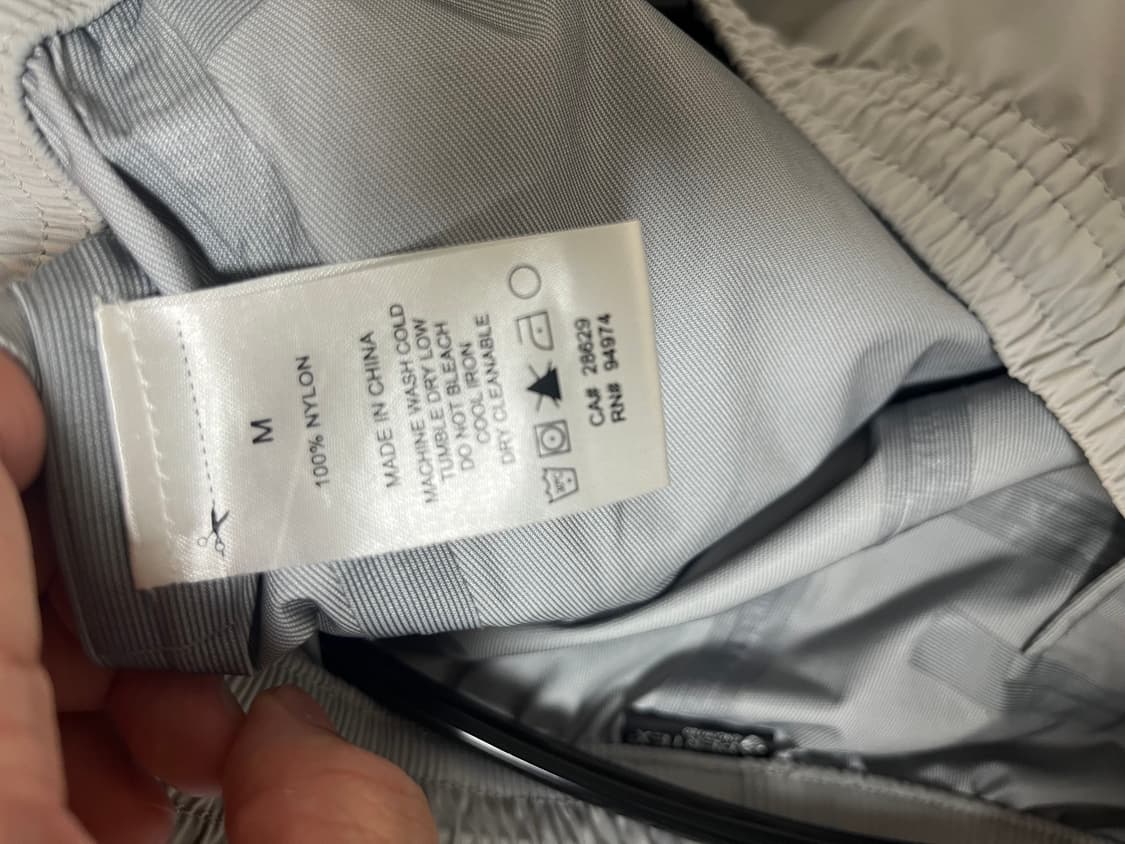 M
100% NYLON
MADE IN CHINA
MACHINE WASH COLD
TUMBLE DRY LOW
DO NOT BLEACH
COOL IRON
DRY CLEANABLE
30°C
CA# 28629
RN# 94974